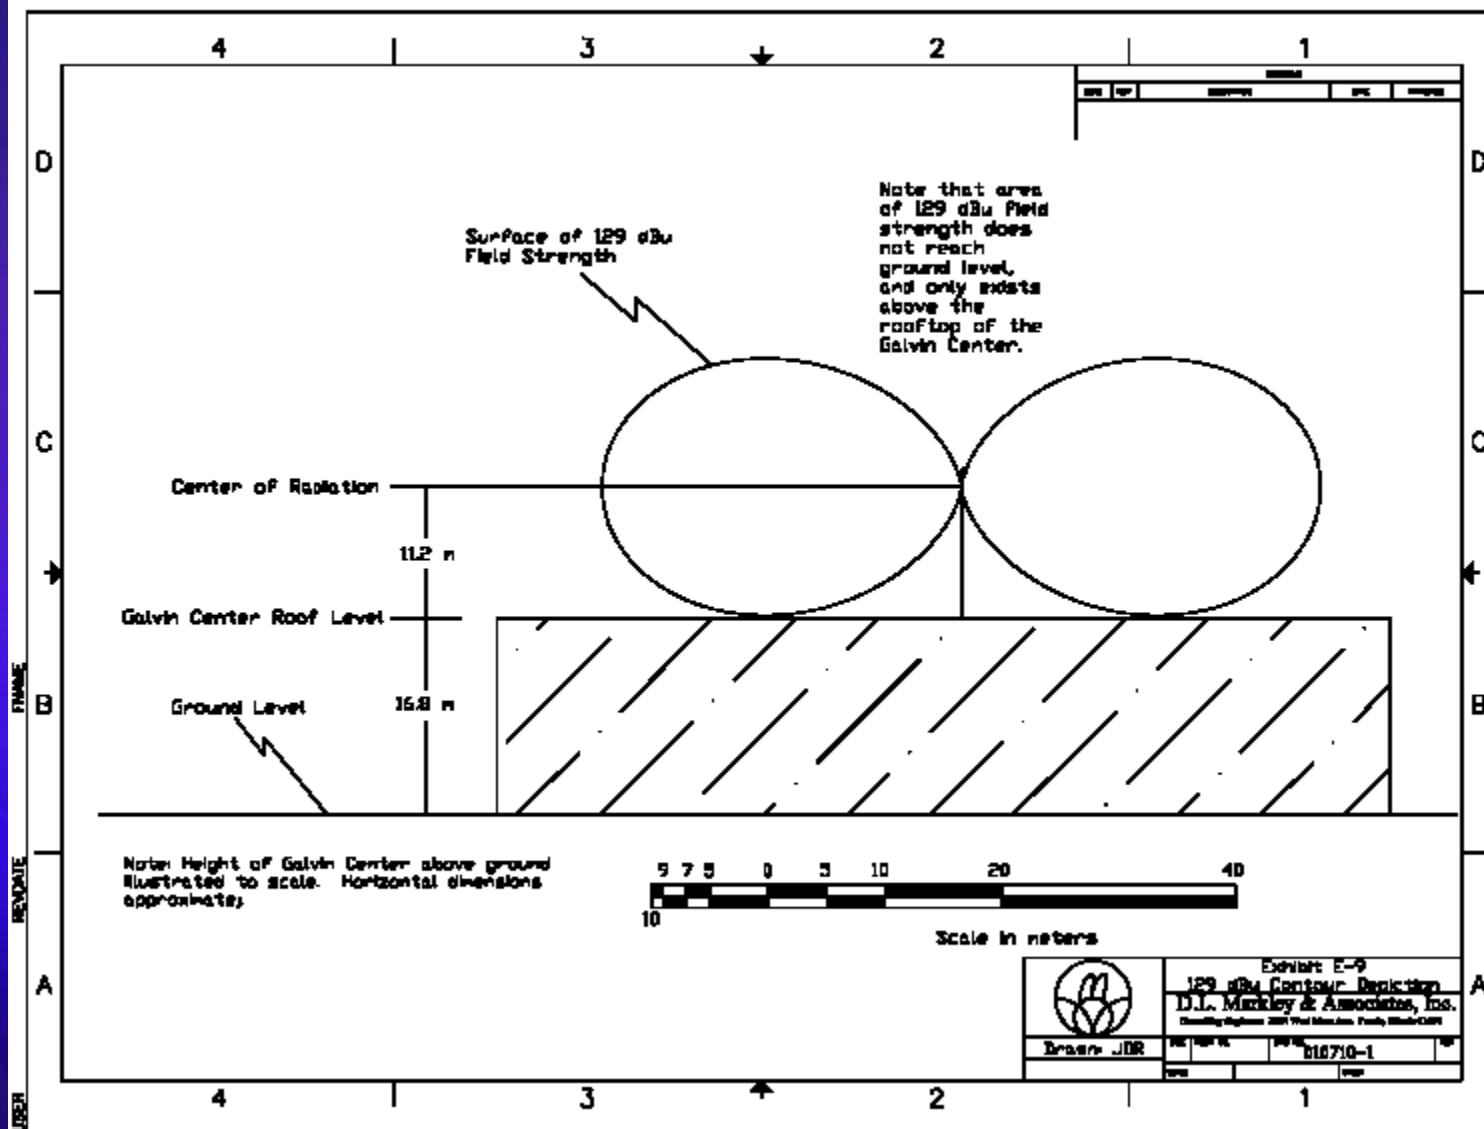 4 3 2 1
D D
Note that area
of 129 dBu field
strength does
not reach
ground level,
and only exists
above the
rooftop of the
Galvin Center.
Surface of 129 dBu
Field Strength
C C
Center of Radiation
11.2 m
Galvin Center Roof Level
FNAME
B B
Ground Level
16.8 m
REVDATE
Note: Height of Galvin Center above ground
illustrated to scale. Horizontal dimensions
approximate.
9 7 5 0 5 10 20 40
10
Scale in meters
A A
Exhibit E-9
129 dBu Contour Depiction
D.L. Markley & Associates, Inc.
Drawn: JDR
010710-1
USER
4 3 2 1